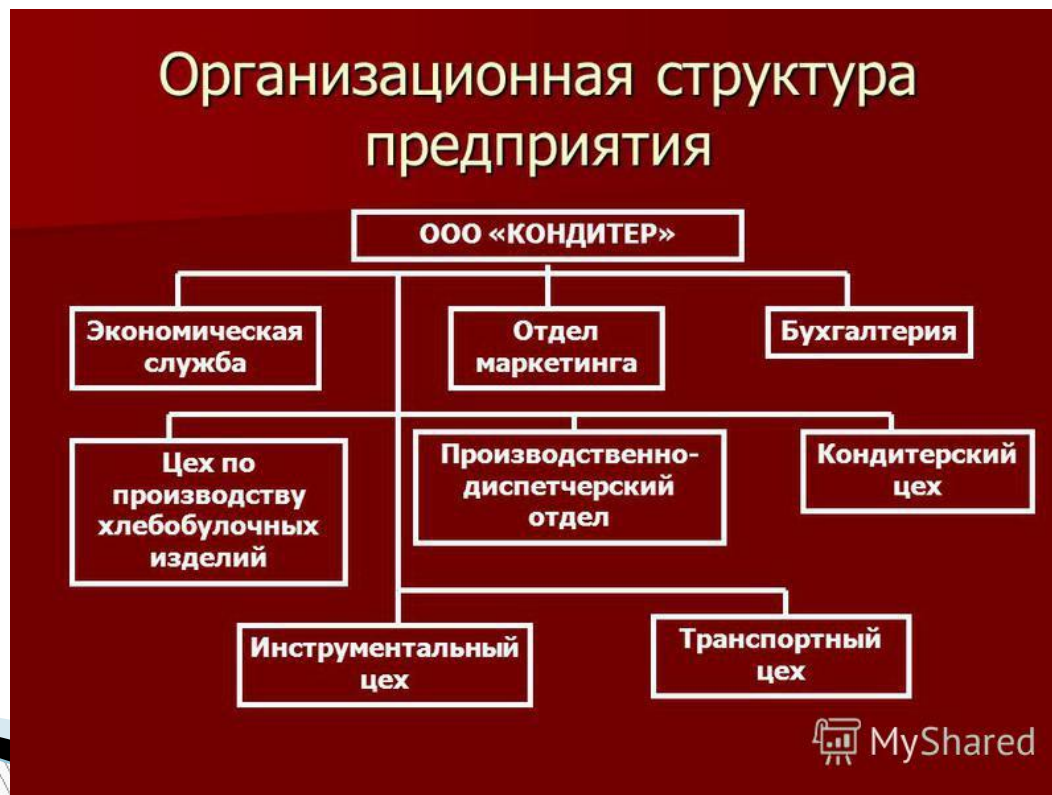 Организационная структура
предприятия
ООО «КОНДИТЕР»
Экономическая
служба
Отдел
маркетинга
Бухгалтерия
Цех по
производству
хлебобулочных
изделий
Производственно-
диспетчерский
отдел
Кондитерский
цех
Инструментальный
цех
Транспортный
цех
MyShared